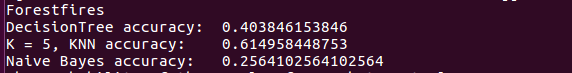 Forestfires
DecisionTree accuracy:  0.403846153846
K = 5, KNN accuracy:    0.614958448753
Naive Bayes accuracy:   0.2564102564102564